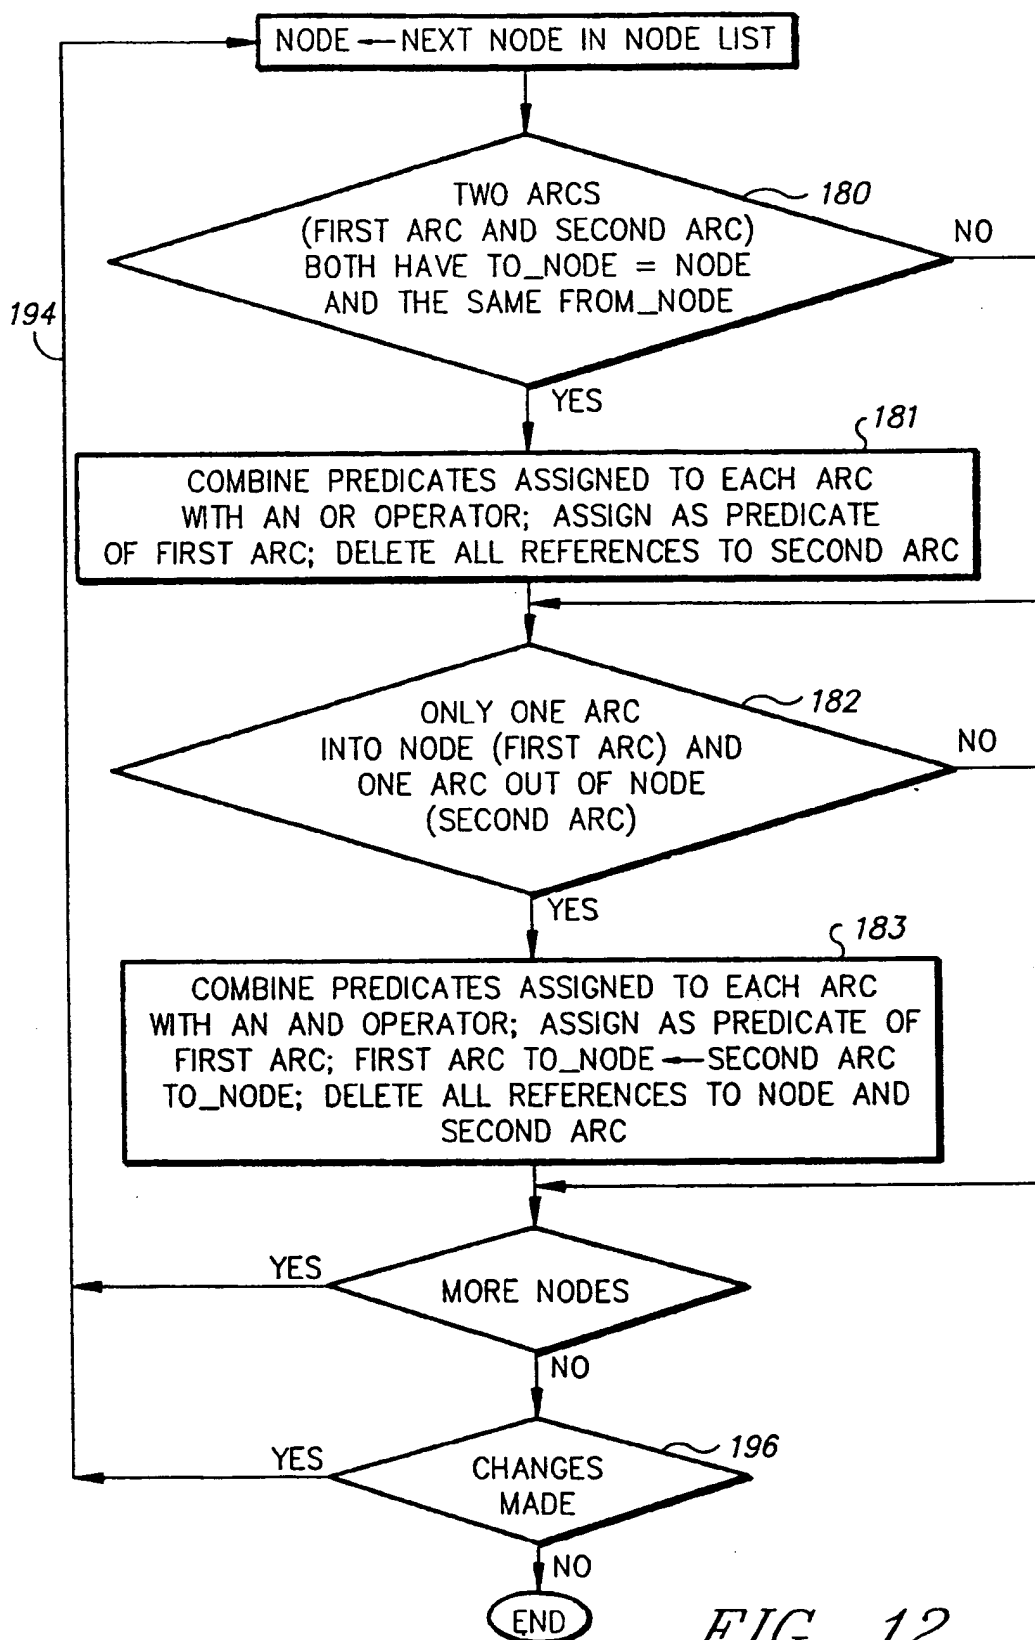 NODE ← NEXT NODE IN NODE LIST
TWO ARCS
(FIRST ARC AND SECOND ARC)
BOTH HAVE TO_NODE = NODE
AND THE SAME FROM_NODE
180
NO
194
YES
181
COMBINE PREDICATES ASSIGNED TO EACH ARC
WITH AN OR OPERATOR; ASSIGN AS PREDICATE
OF FIRST ARC; DELETE ALL REFERENCES TO SECOND ARC
182
ONLY ONE ARC
INTO NODE (FIRST ARC) AND
ONE ARC OUT OF NODE
(SECOND ARC)
NO
YES
183
COMBINE PREDICATES ASSIGNED TO EACH ARC
WITH AN AND OPERATOR; ASSIGN AS PREDICATE OF
FIRST ARC; FIRST ARC TO_NODE ← SECOND ARC
TO_NODE; DELETE ALL REFERENCES TO NODE AND
SECOND ARC
YES
MORE NODES
NO
YES
196
CHANGES
MADE
NO
END
FIG. 12